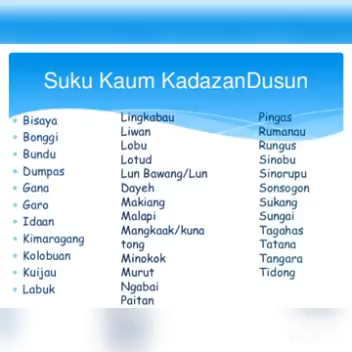 Suku Kaum KadazanDusun
Bisaya
Bonggi
Bundu
Dumpas
Gana
Garo
Idaan
Kimaragang
Kolobuan
Kuijau
Labuk
Lingkabau
Liwan
Lobu
Lotud
Lun Bawang/Lun
Dayeh
Makiang
Malapi
Mangkaak/kuna
tong
Minokok
Murut
Ngabai
Paitan
Pingas
Rumanau
Rungus
Sinobu
Sinorupu
Sonsogon
Sukang
Sungai
Tagahas
Tatana
Tangara
Tidong